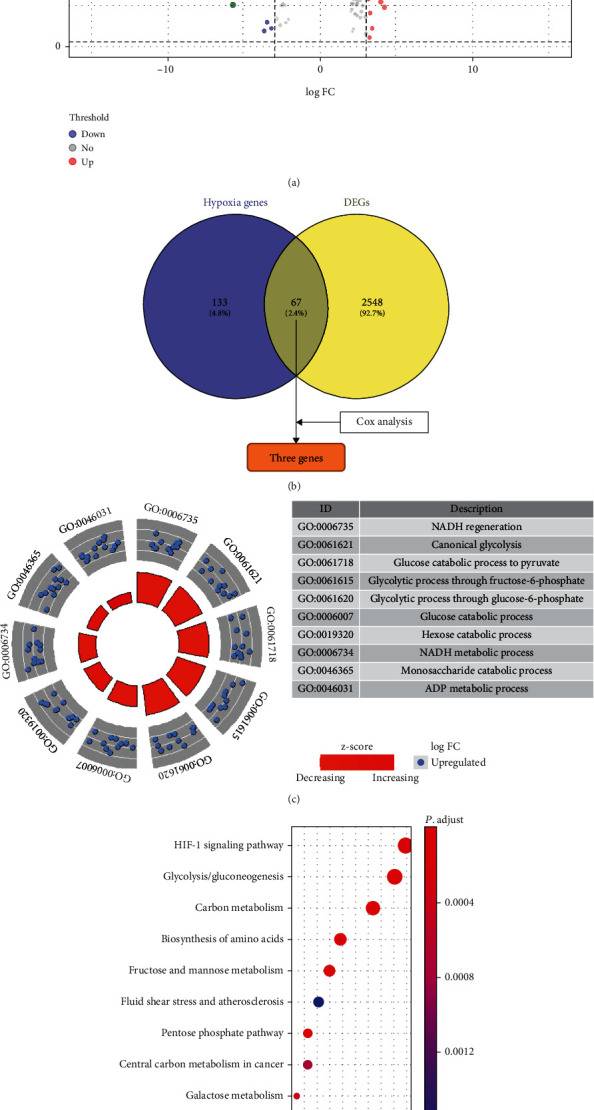 0
−10
0
10
log FC
Threshold
Down
No
Up
(a)
Hypoxia genes
DEGs
133
(4.8%)
67
(2.4%)
2548
(92.7%)
Cox analysis
Three genes
(b)
GO:0006735
GO:0061621
GO:0061718
GO:0061615
GO:0061620
GO:0006007
GO:0019320
GO:0006734
GO:0046365
GO:0046031
ID Description
GO:0006735 NADH regeneration
GO:0061621 Canonical glycolysis
GO:0061718 Glucose catabolic process to pyruvate
GO:0061615 Glycolytic process through fructose-6-phosphate
GO:0061620 Glycolytic process through glucose-6-phosphate
GO:0006007 Glucose catabolic process
GO:0019320 Hexose catabolic process
GO:0006734 NADH metabolic process
GO:0046365 Monosaccharide catabolic process
GO:0046031 ADP metabolic process
z-score
Decreasing Increasing
log FC
Upregulated
(c)
HIF-1 signaling pathway
Glycolysis/gluconeogenesis
Carbon metabolism
Biosynthesis of amino acids
Fructose and mannose metabolism
Fluid shear stress and atherosclerosis
Pentose phosphate pathway
Central carbon metabolism in cancer
Galactose metabolism
P. adjust
0.0004
0.0008
0.0012